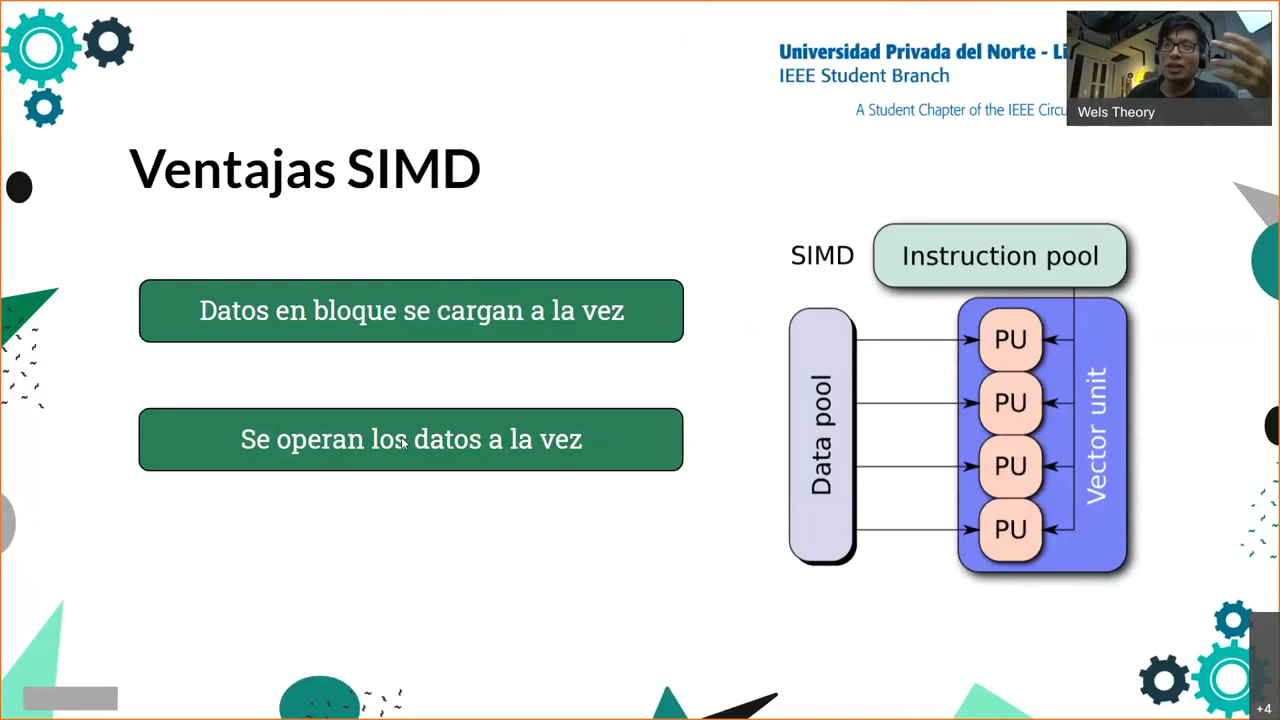 Universidad Privada del Norte - Li
IEEE Student Branch
A Student Chapter of the IEEE Circu
Wels Theory
Ventajas SIMD
SIMD
Instruction pool
Datos en bloque se cargan a la vez
Se operan los datos a la vez
Data pool
PU
PU
PU
PU
Vector unit
+4